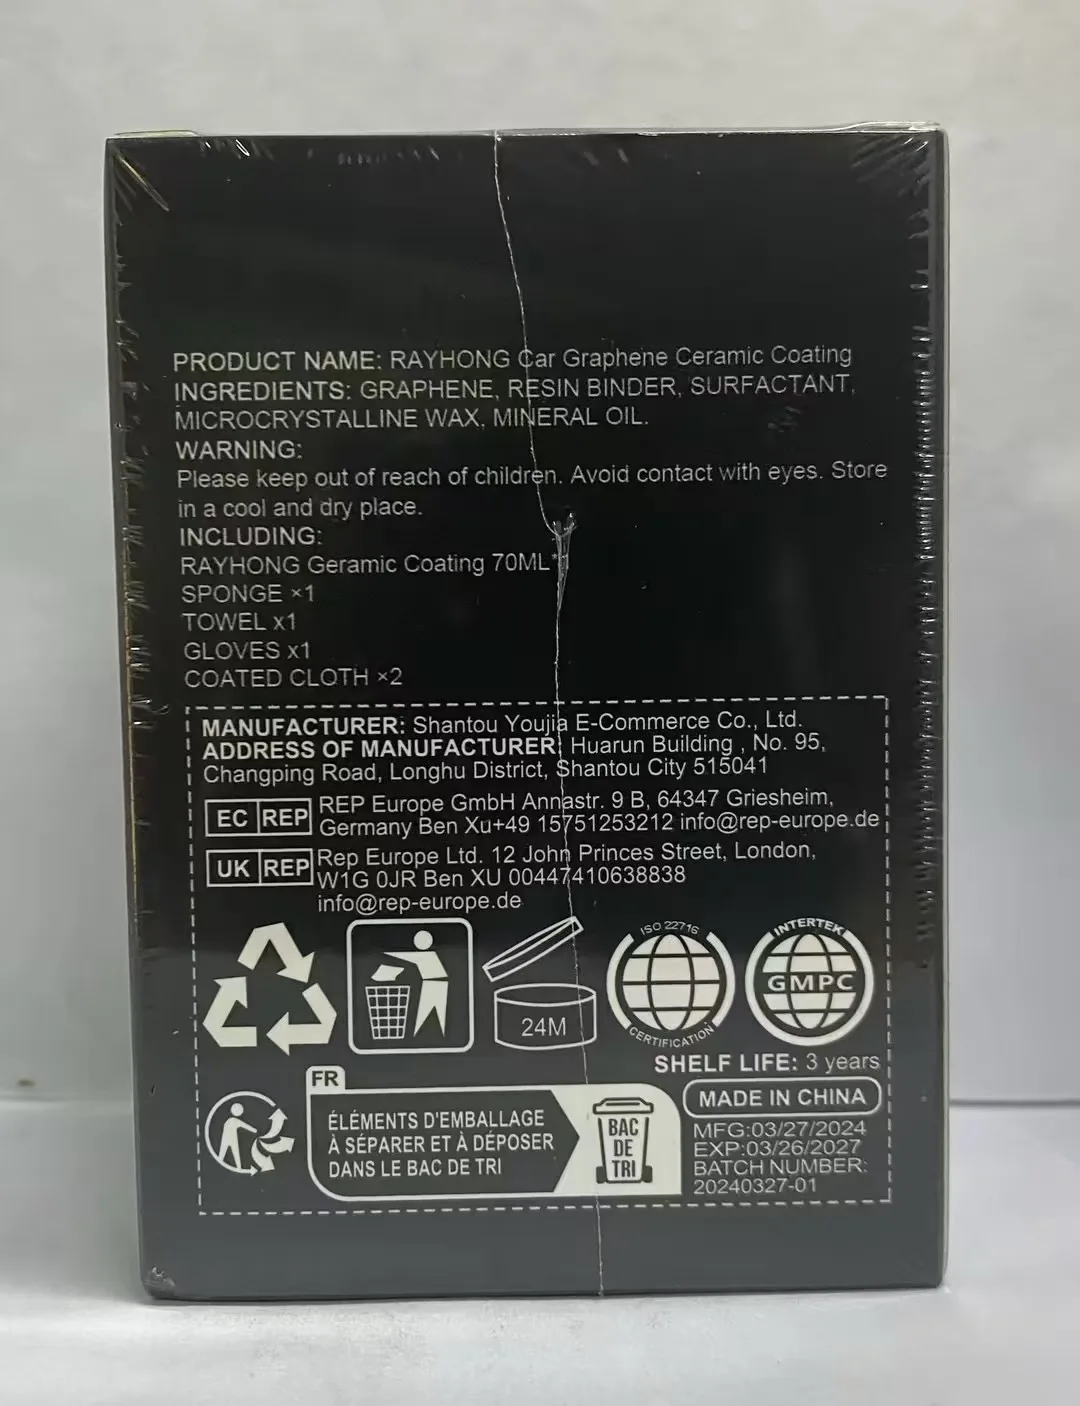 PRODUCT NAME: RAYHONG Car Graphene Ceramic Coating
INGREDIENTS: GRAPHENE, RESIN BINDER, SURFACTANT,
MICROCRYSTALLINE WAX, MINERAL OIL.
WARNING:
Please keep out of reach of children. Avoid contact with eyes. Store
in a cool and dry place.
INCLUDING:
RAYHONG Geramic Coating 70ML*1
SPONGE ×1
TOWEL x1
GLOVES x1
COATED CLOTH ×2
MANUFACTURER: Shantou Youjia E-Commerce Co., Ltd.
ADDRESS OF MANUFACTURER: Huarun Building , No. 95,
Changping Road, Longhu District, Shantou City 515041
EC REP REP Europe GmbH Annastr. 9 B, 64347 Griesheim,
Germany Ben Xu+49 15751253212 info@rep-europe.de
UK REP Rep Europe Ltd. 12 John Princes Street, London,
W1G 0JR Ben XU 00447410638838
info@rep-europe.de
24M
ISO 22716
CERTIFICATION
INTERTEK
GMPC
SHELF LIFE: 3 years
FR
ÉLÉMENTS D'EMBALLAGE
À SÉPARER ET À DÉPOSER
DANS LE BAC DE TRI
BAC
DE
TRI
MADE IN CHINA
MFG:03/27/2024
EXP:03/26/2027
BATCH NUMBER:
20240327-01